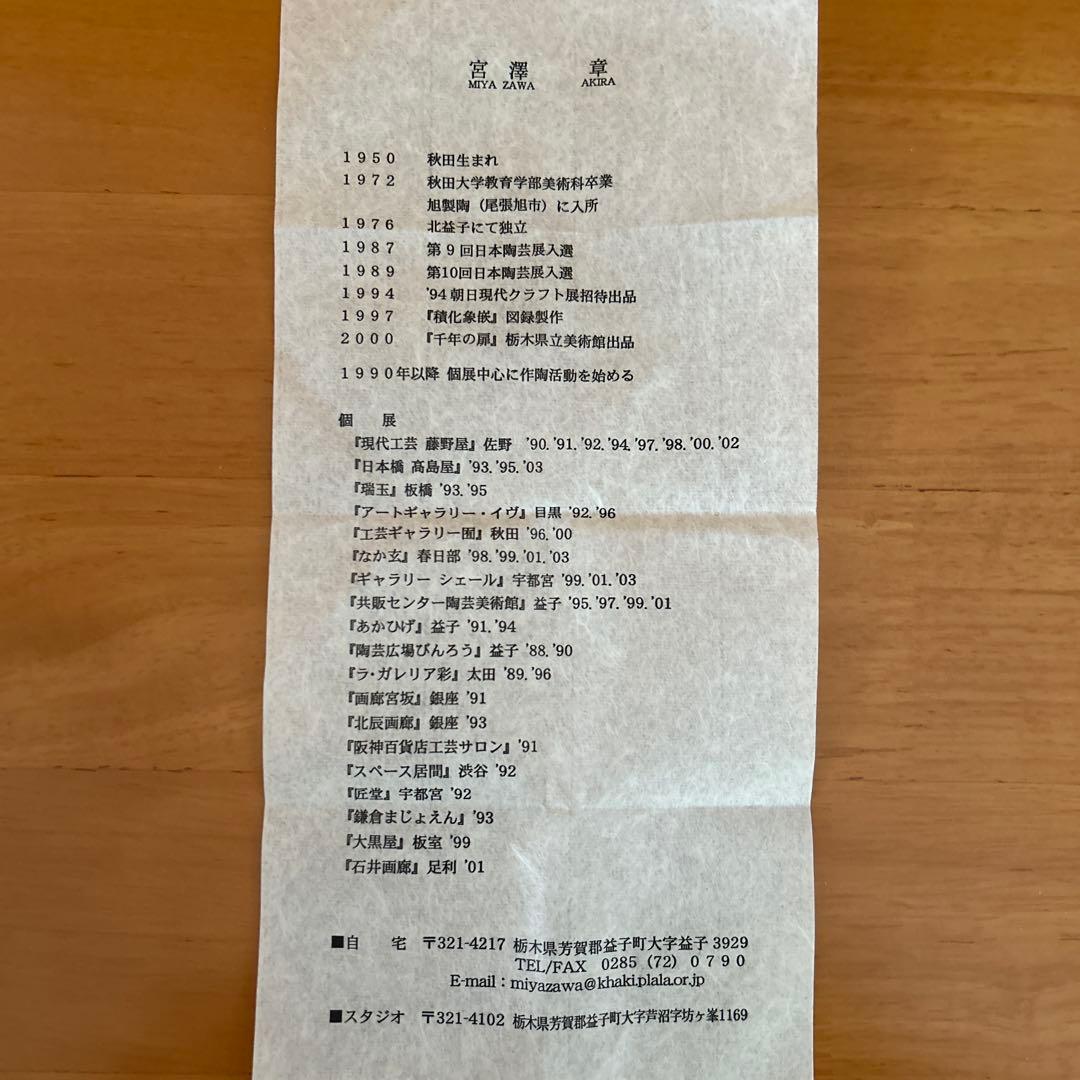 宮澤 章
MIYA ZAWA AKIRA
1950 秋田生まれ
1972 秋田大学教育学部美術科卒業
旭製陶（尾張旭市）に入所
1976 北益子にて独立
1987 第9回日本陶芸展入選
1989 第10回日本陶芸展入選
1994 '94朝日現代クラフト展招待出品
1997 『積化象嵌』図録製作
2000 『千年の扉』栃木県立美術館出品
1990年以降 個展中心に作陶活動を始める
個 展
『現代工芸 藤野屋』佐野 '90.'91.'92.'94.'97.'98.'00.'02
『日本橋 髙島屋』'93.'95.'03
『瑞玉』板橋 '93.'95
『アートギャラリー・イヴ』目黒 '92.'96
『工芸ギャラリー囿』秋田 '96.'00
『なか玄』春日部 '98.'99.'01.'03
『ギャラリー シェール』宇都宮 '99.'01.'03
『共販センター陶芸美術館』益子 '95.'97.'99.'01
『あかひげ』益子 '91.'94
『陶芸広場びんろう』益子 '88.'90
『ラ・ガレリア彩』太田 '89.'96
『画廊宮坂』銀座 '91
『北辰画廊』銀座 '93
『阪神百貨店工芸サロン』'91
『スペース居間』渋谷 '92
『匠堂』宇都宮 '92
『鎌倉まじょえん』'93
『大黒屋』板室 '99
『石井画廊』足利 '01
■自 宅 〒321-4217 栃木県芳賀郡益子町大字益子3929
TEL/FAX 0285（72）0790
E-mail：miyazawa@khaki.plala.or.jp
■スタジオ 〒321-4102 栃木県芳賀郡益子町大字芦沼字坊ヶ峯1169